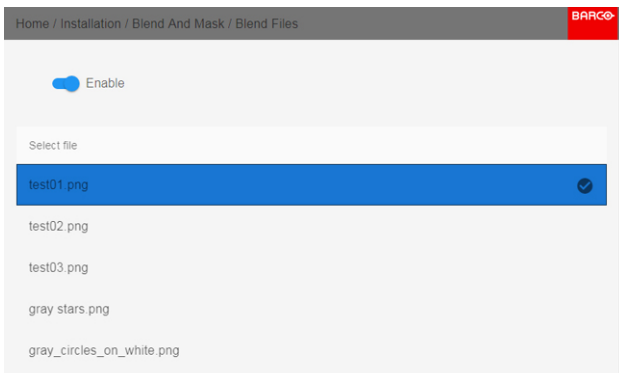 Home / Installation / Blend And Mask / Blend Files
BARCO
Enable
Select file
test01.png
test02.png
test03.png
gray stars.png
gray_circles_on_white.png